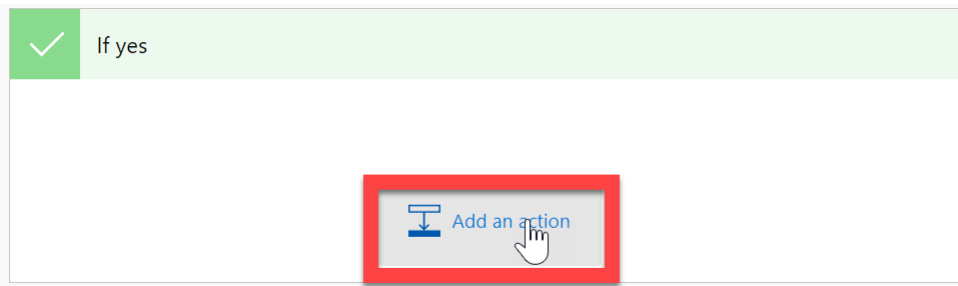 If yes
Add an action